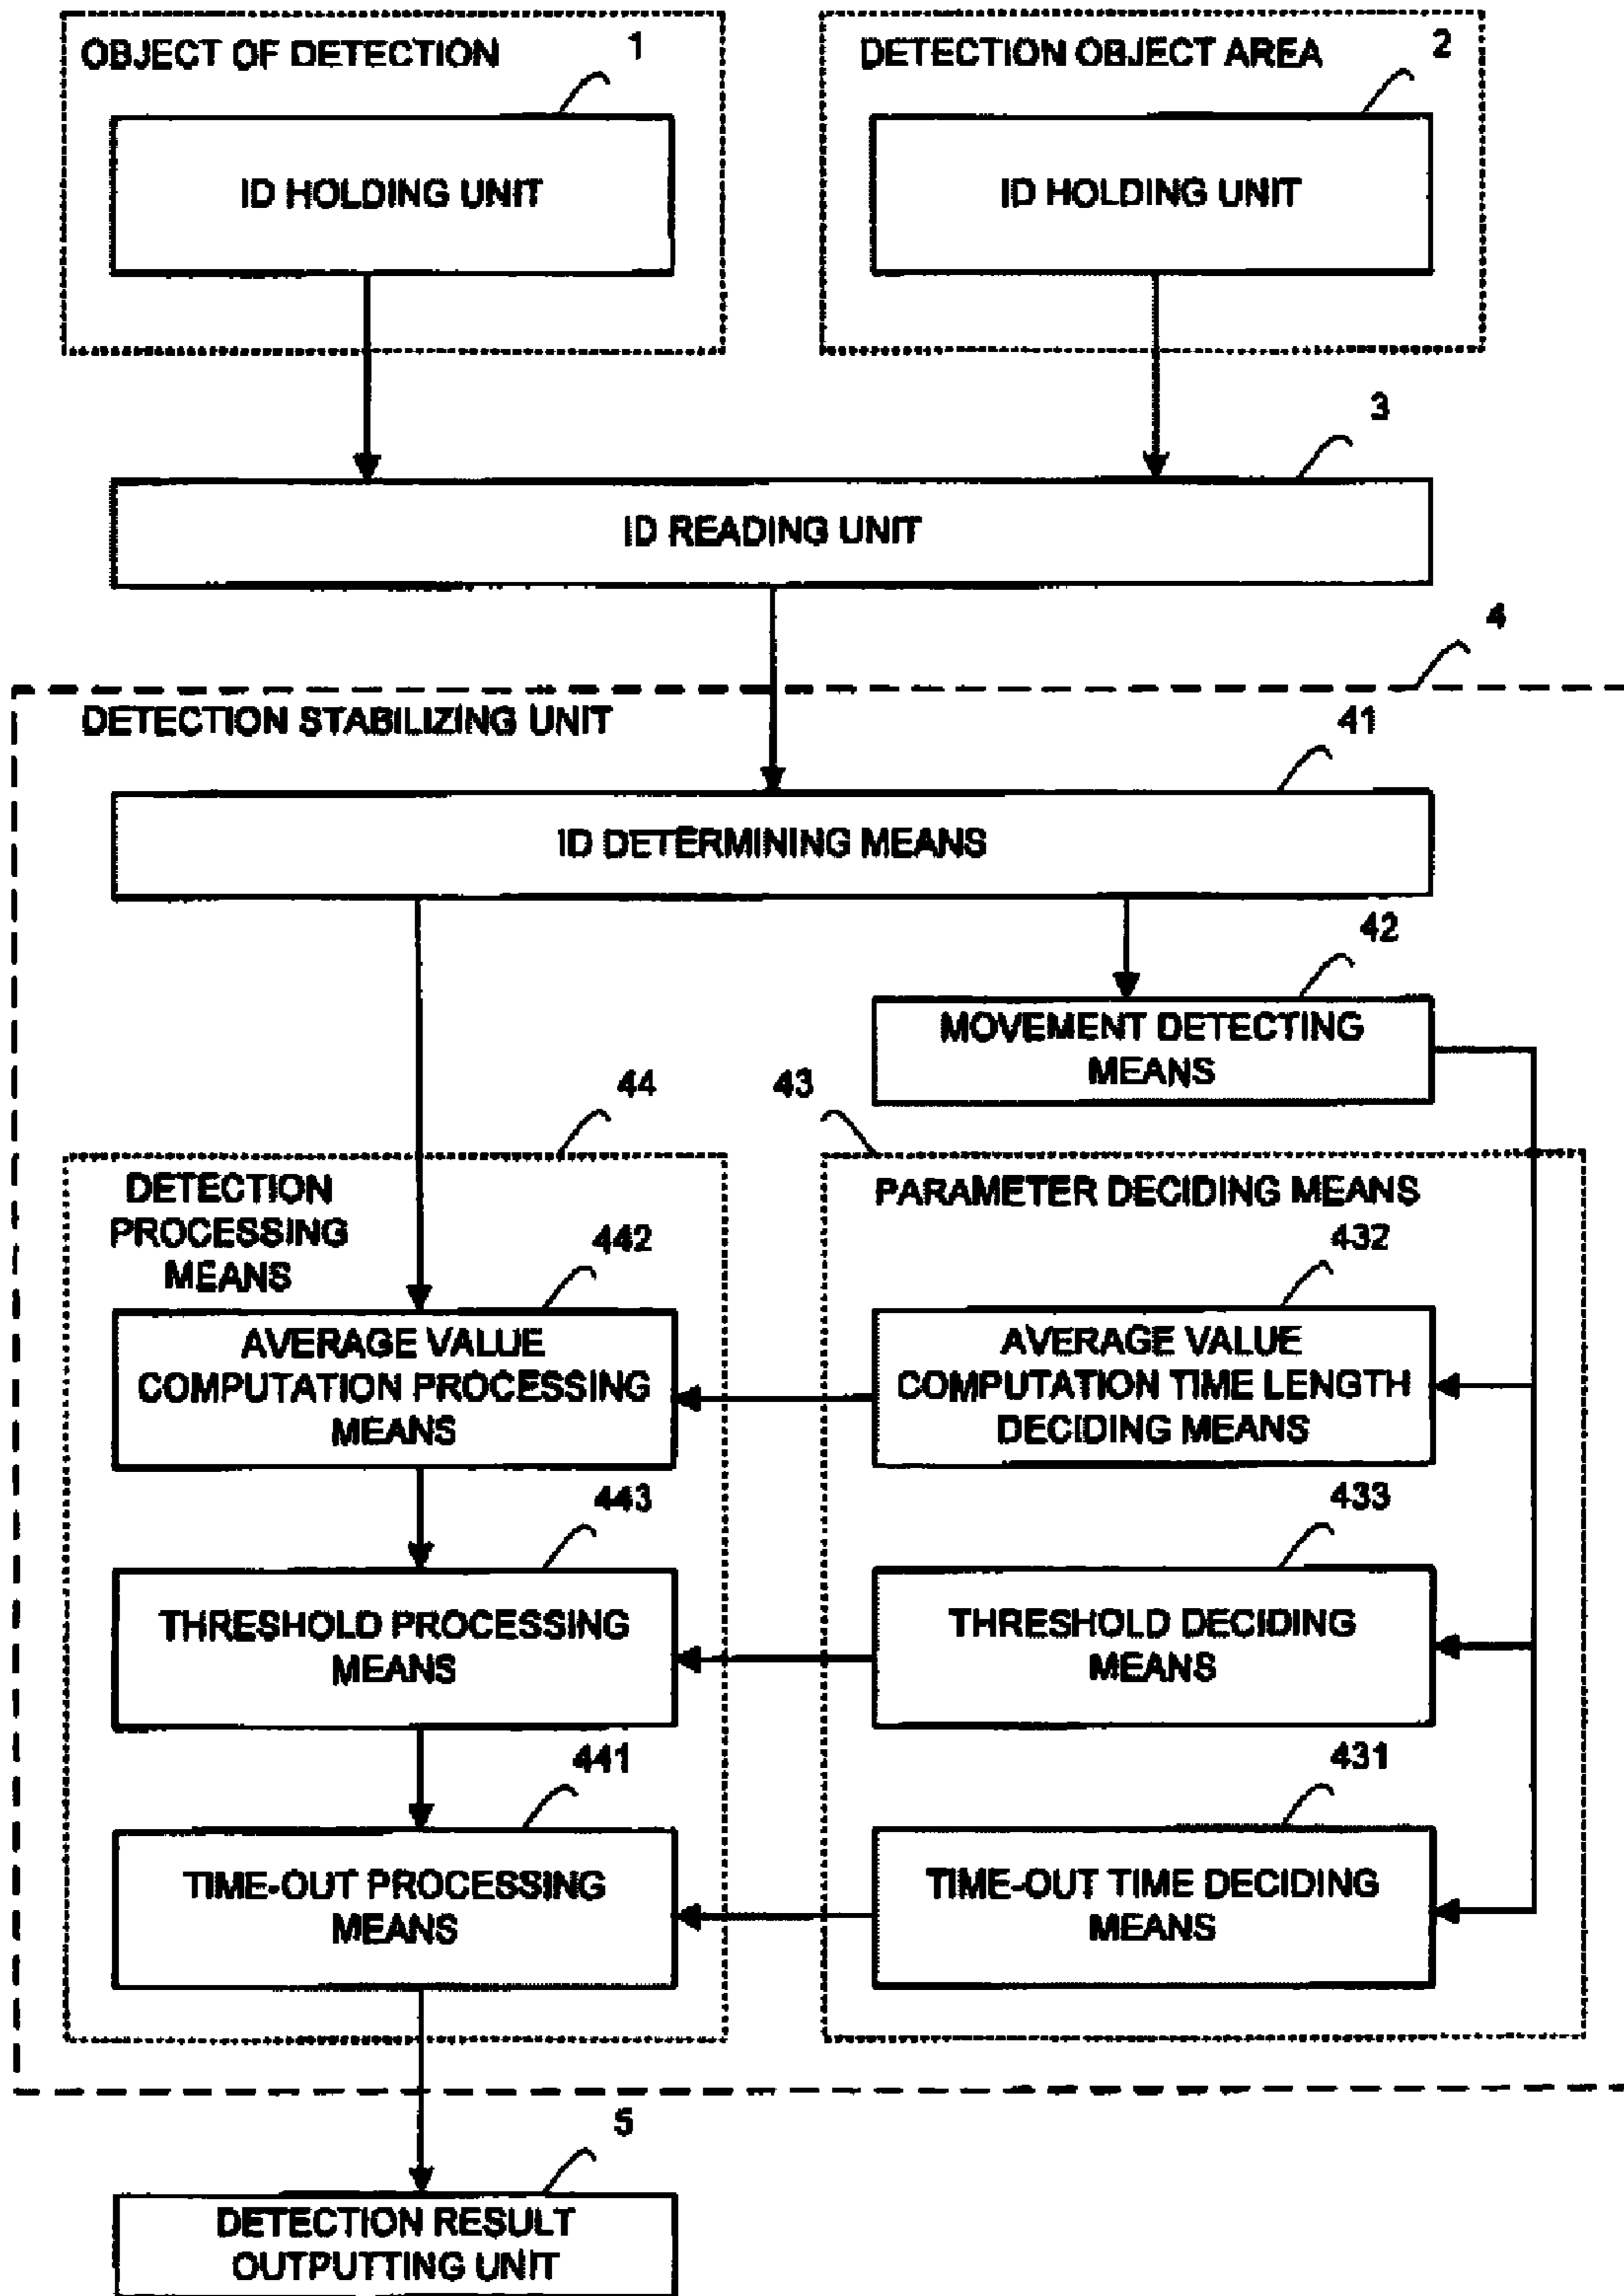 OBJECT OF DETECTION
1
ID HOLDING UNIT
DETECTION OBJECT AREA
2
ID HOLDING UNIT
3
ID READING UNIT
4
DETECTION STABILIZING UNIT
41
ID DETERMINING MEANS
42
MOVEMENT DETECTING
MEANS
44
DETECTION
PROCESSING
MEANS
442
AVERAGE VALUE
COMPUTATION PROCESSING
MEANS
443
THRESHOLD PROCESSING
MEANS
441
TIME-OUT PROCESSING
MEANS
43
PARAMETER DECIDING MEANS
432
AVERAGE VALUE
COMPUTATION TIME LENGTH
DECIDING MEANS
433
THRESHOLD DECIDING
MEANS
431
TIME-OUT TIME DECIDING
MEANS
5
DETECTION RESULT
OUTPUTTING UNIT